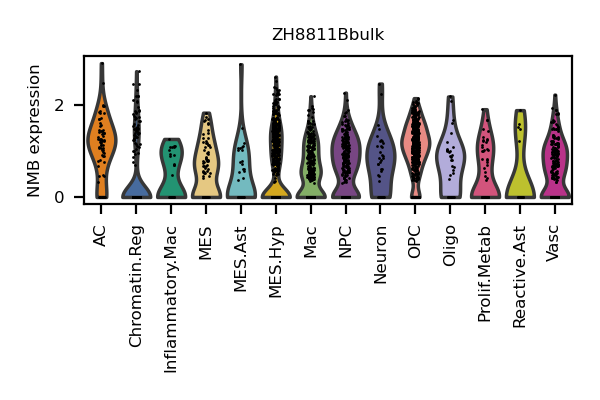 ZH8811Bbulk
NMB expression
2
0
AC
Chromatin.Reg
Inflammatory.Mac
MES
MES.Ast
MES.Hyp
Mac
NPC
Neuron
OPC
Oligo
Prolif.Metab
Reactive.Ast
Vasc